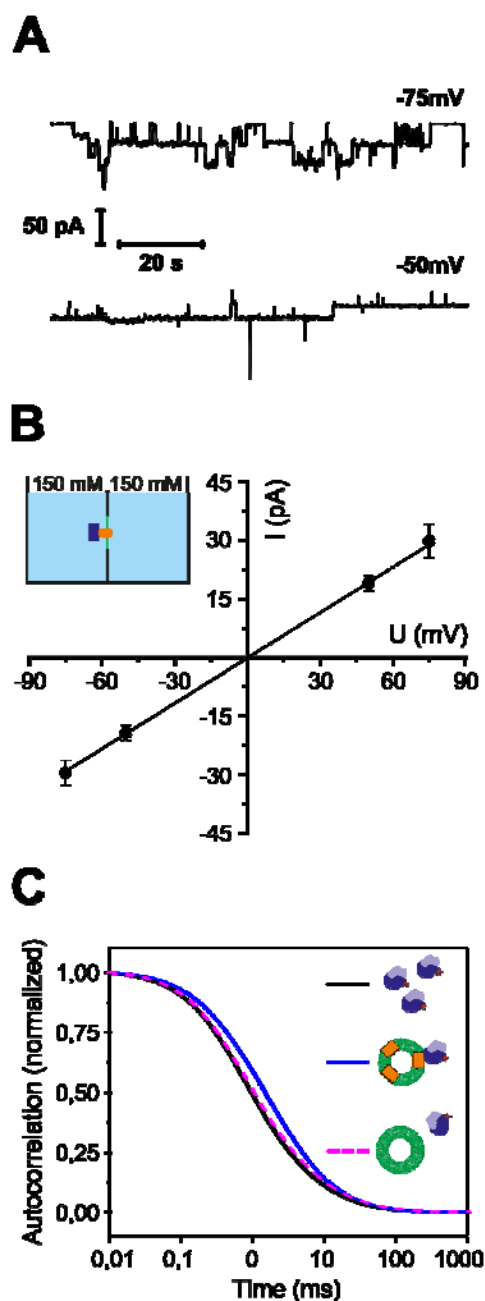 A
-75mV
50 pA
20 s
-50mV
B
150 mM 150 mM
45
I (pA)
30
15
U (mV)
-90 -60 -30 30 60 90
-15
-30
-45
C
Autocorrelation (normalized)
1,00
0,75
0,50
0,25
0,00
0,01 0,1 0 10 100 1000
Time (ms)